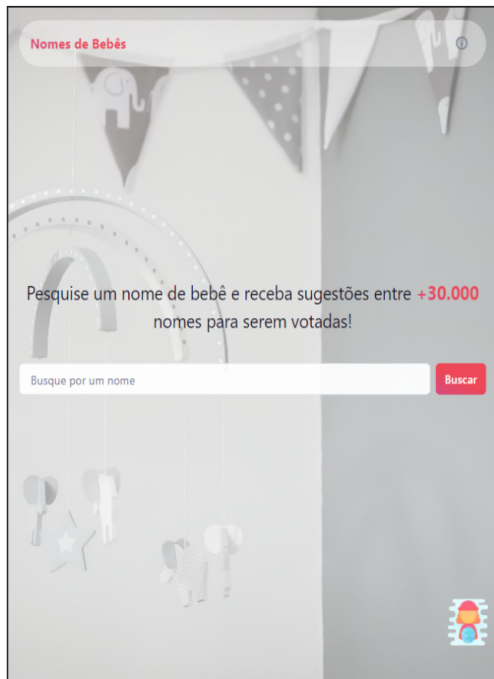 Nomes de Bebês
Pesquise um nome de bebê e receba sugestões entre +30.000
nomes para serem votadas!
Busque por um nome
Buscar